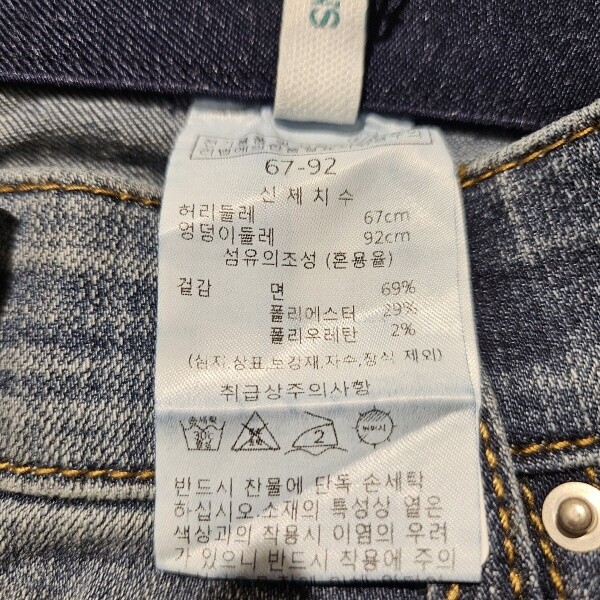 S
67-92
신체치수
허리둘레 67cm
엉덩이둘레 92cm
섬유의조성 (혼용율)
겉감 면 69%
폴리에스터 29%
폴리우레탄 2%
(심지,상표,보강재,자수,장식 제외)
취급상주의사항
손세탁
30℃
2
반드시 찬물에 단독 손세탁
하십시오.소재의 특성상 옅은
색상과의 착용시 이염의 우려
가 있으니 반드시 착용에 주의